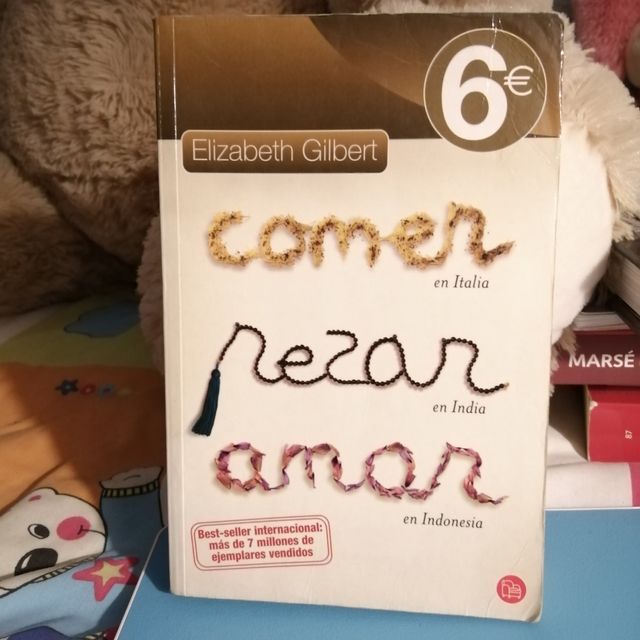 6€
Elizabeth Gilbert
comer
en Italia
rezar
en India
amar
en Indonesia
Best-seller internacional:
más de 7 millones de
ejemplares vendidos
MARSÉ
87